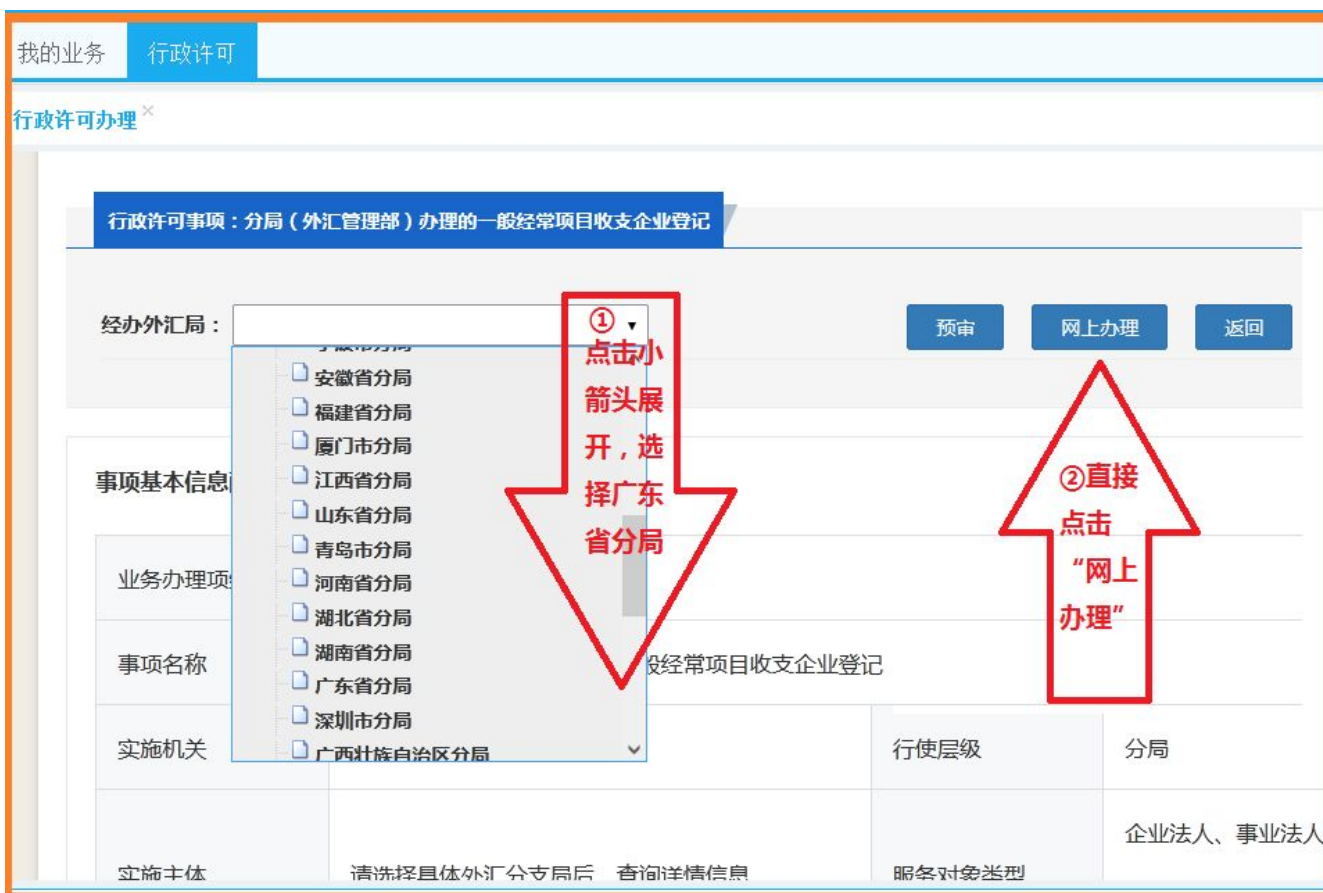 我的业务 行政许可
行政许可办理
行政许可事项：分局（外汇管理部）办理的一般经常项目收支企业登记
经办外汇局：
预审 网上办理 返回
安徽省分局
福建省分局
厦门市分局
江西省分局
山东省分局
青岛市分局
河南省分局
湖北省分局
湖南省分局
广东省分局
深圳市分局
广西壮族自治区分局
①
点击小
箭头展
开，选
择广东
省分局
②直接
点击
“网上
办理”
事项基本信息
业务办理项
事项名称 经常项目收支企业登记
实施机关 行使层级 分局
企业法人、事业法人
实施主体 请选择具体外汇分支局后 查询详情信息 服务对象类型